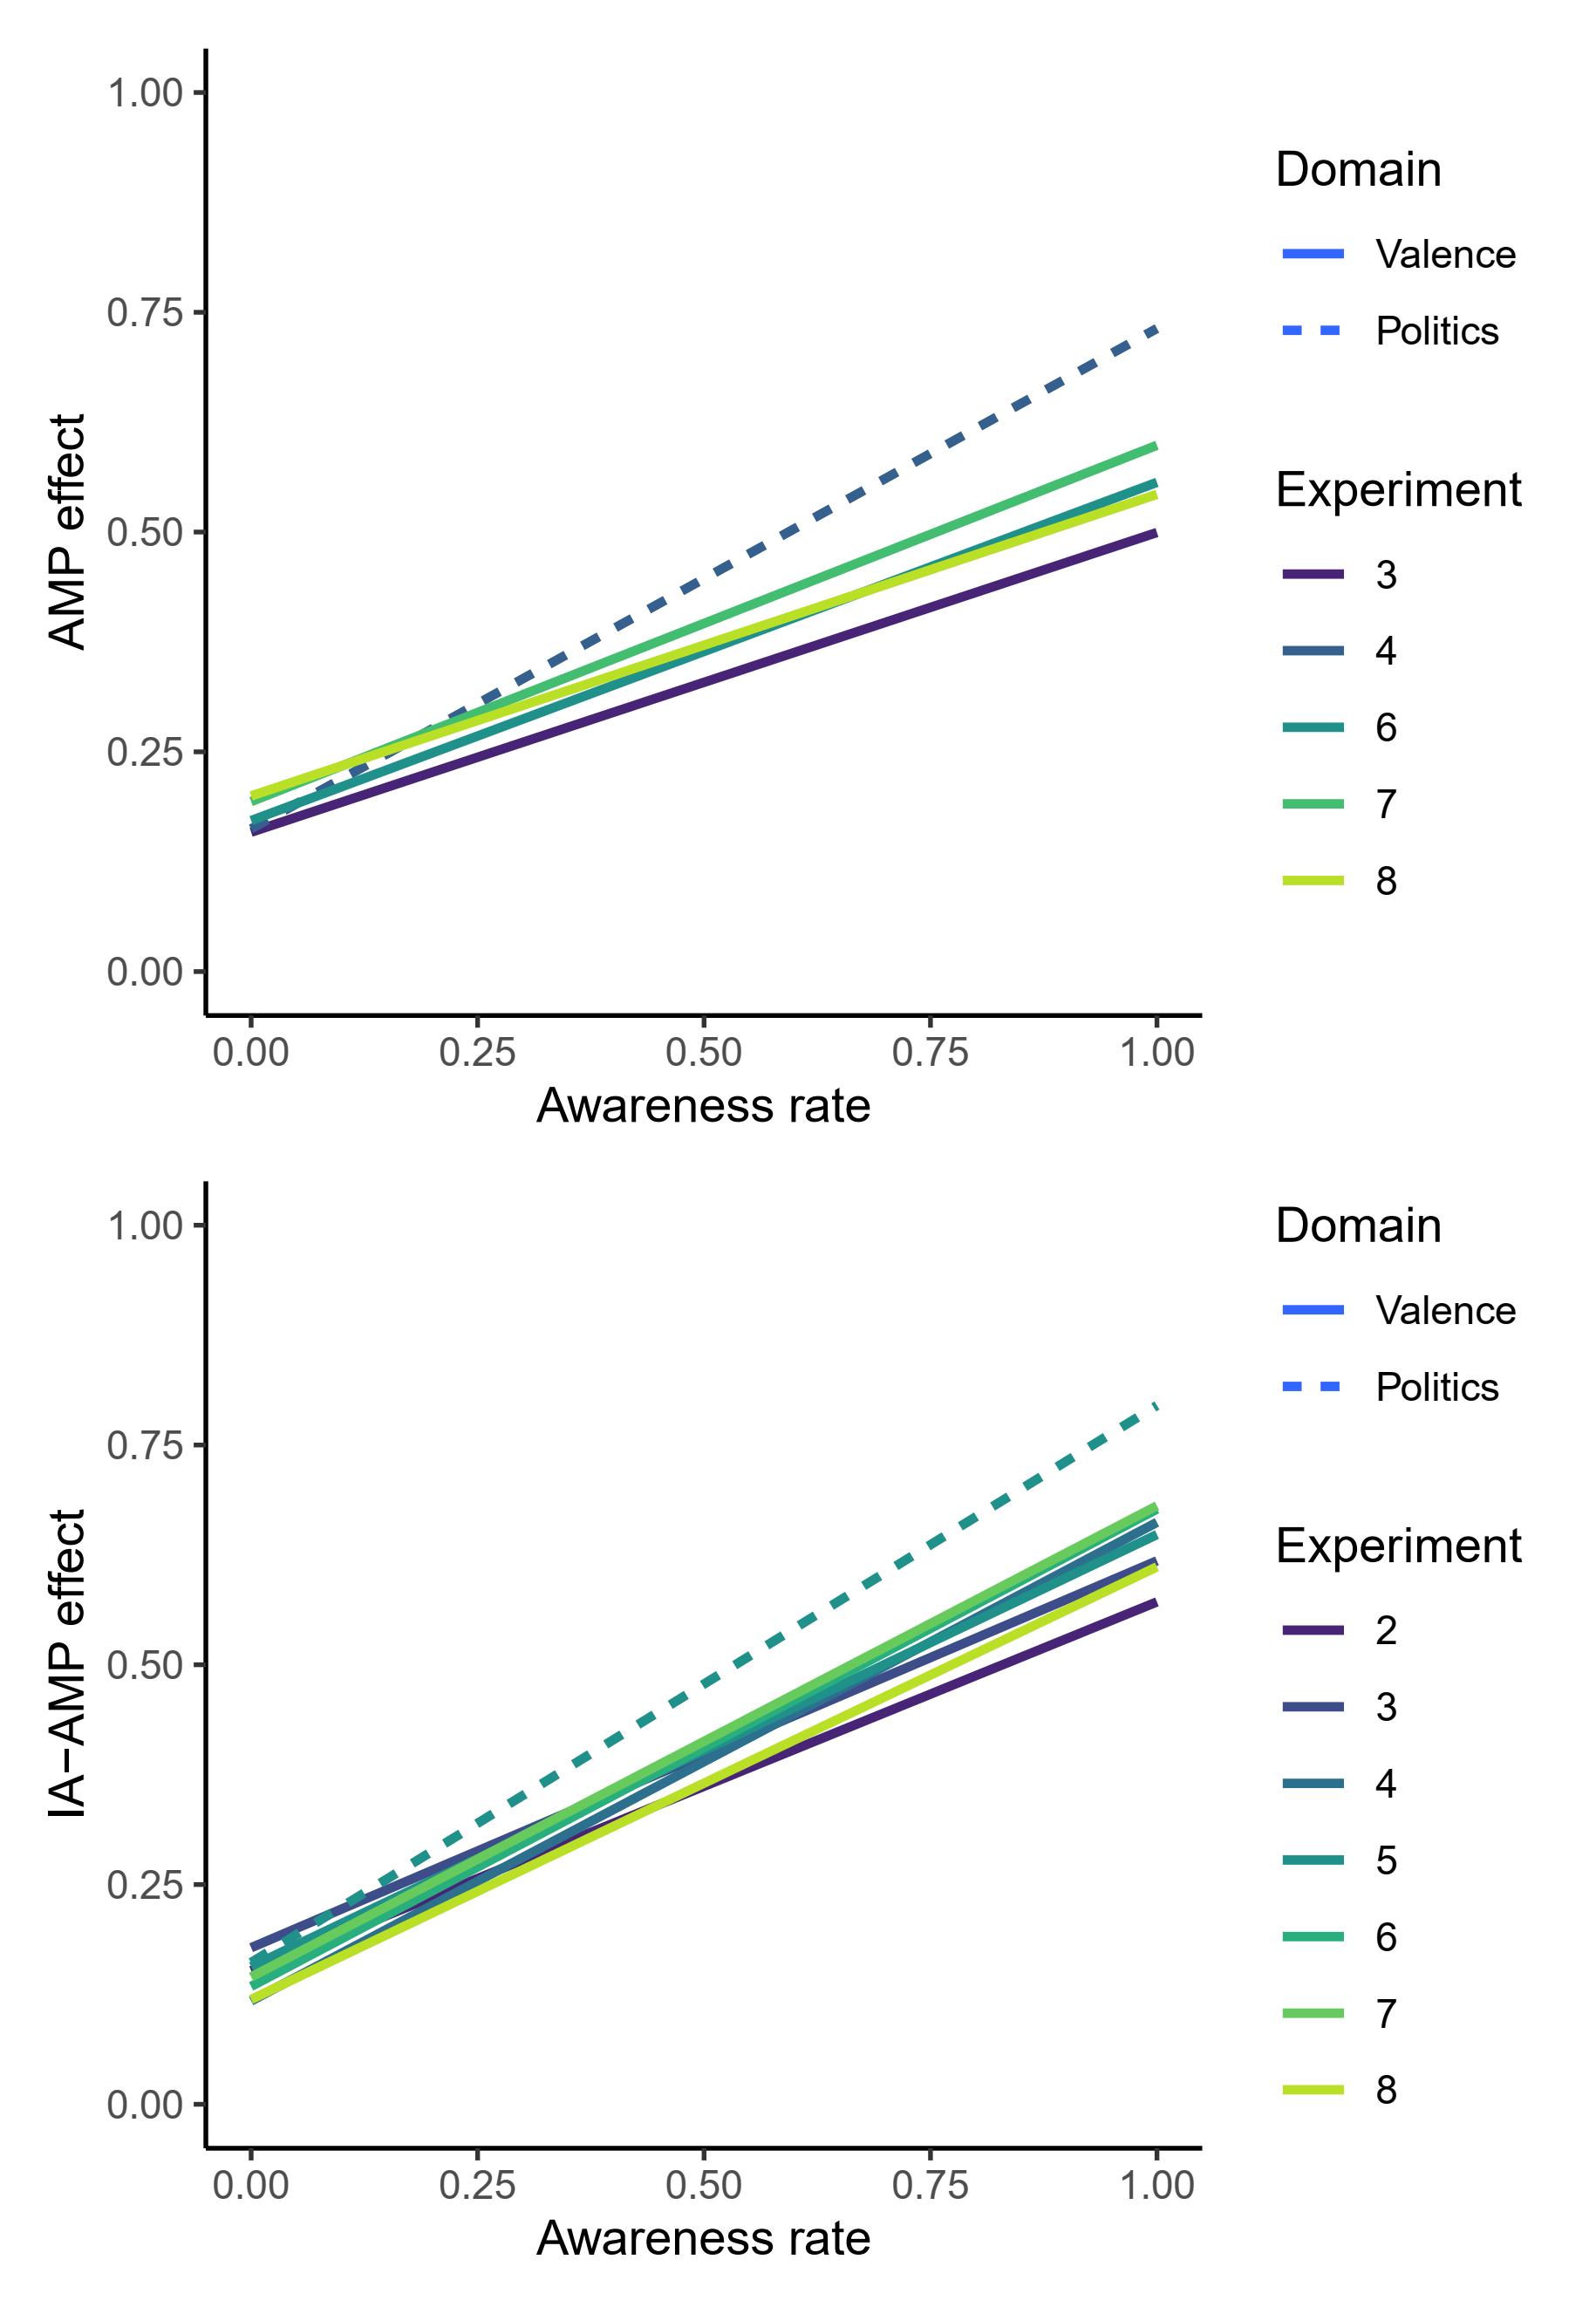 AMP effect
1.00
0.75
0.50
0.25
0.00
0.00 0.25 0.50 0.75 1.00
Awareness rate
Domain
Valence
Politics
Experiment
3
4
6
7
8
IA−AMP effect
1.00
0.75
0.50
0.25
0.00
0.00 0.25 0.50 0.75 1.00
Awareness rate
Domain
Valence
Politics
Experiment
2
3
4
5
6
7
8